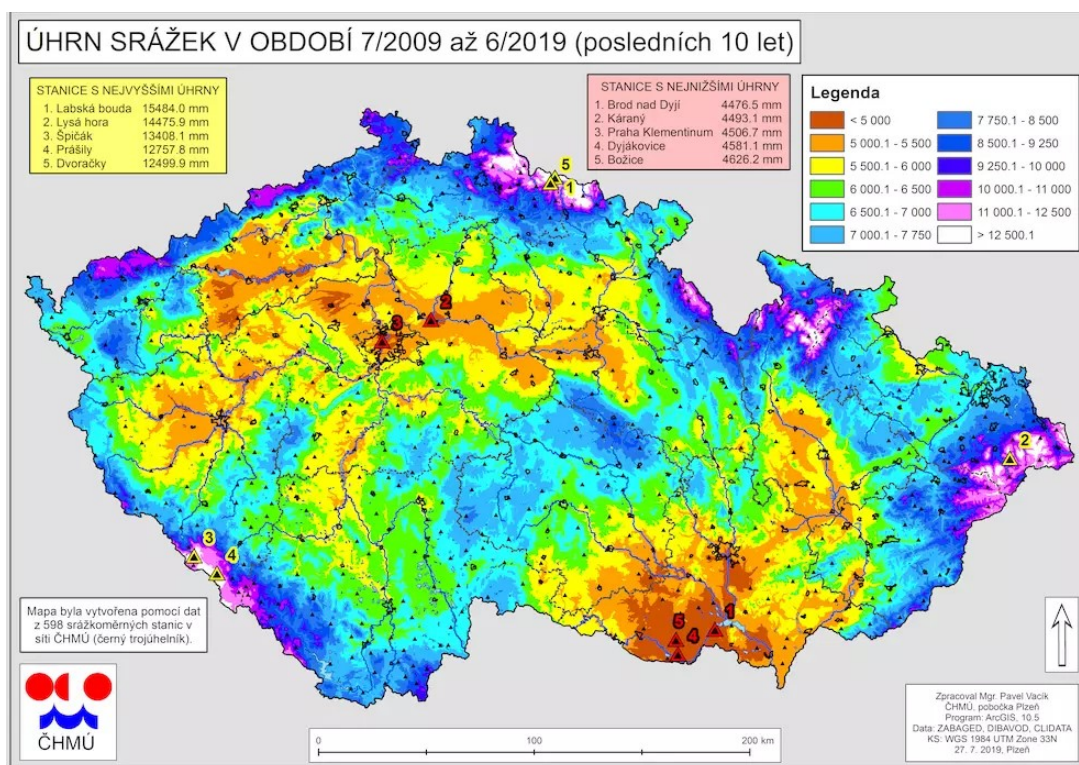 ÚHRN SRÁŽEK V OBDOBÍ 7/2009 až 6/2019 (posledních 10 let)
STANICE S NEJVYŠŠÍMI ÚHRNY
1. Labská bouda 15484.0 mm
2. Lysá hora 14475.9 mm
3. Špičák 13408.1 mm
4. Prášily 12757.8 mm
5. Dvoračky 12499.9 mm
STANICE S NEJNIŽŠÍMI ÚHRNY
1. Brod nad Dyjí 4476.5 mm
2. Káraný 4493.1 mm
3. Praha Klementinum 4506.7 mm
4. Dyjákovice 4581.1 mm
5. Božice 4626.2 mm
Legenda
< 5 000
5 000.1 - 5 500
5 500.1 - 6 000
6 000.1 - 6 500
6 500.1 - 7 000
7 000.1 - 7 750
7 750.1 - 8 500
8 500.1 - 9 250
9 250.1 - 10 000
10 000.1 - 11 000
11 000.1 - 12 500
> 12 500.1
5
1
2
3
2
3
4
1
5
4
Mapa byla vytvořena pomocí dat
z 598 srážkoměrných stanic v
síti ČHMÚ (černý trojúhelník).
ČHMÚ
0 100 200 km
Zpracoval Mgr. Pavel Vacík
ČHMÚ, pobočka Plzeň
Program: ArcGIS, 10.5
Data: ZABAGED, DIBAVOD, CLIDATA
KS: WGS 1984 UTM Zone 33N
27. 7. 2019, Plzeň